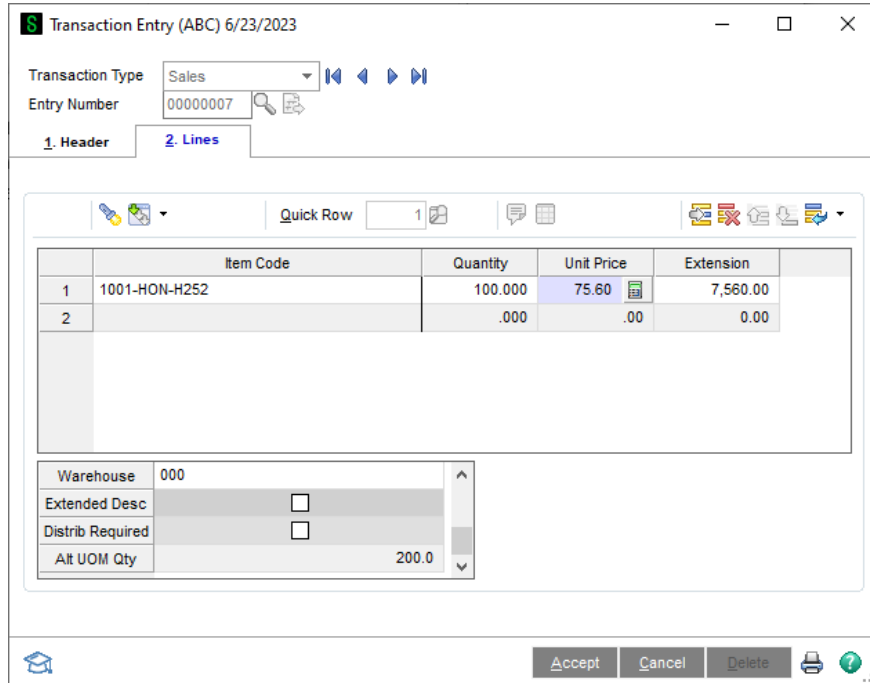 S Transaction Entry (ABC) 6/23/2023
Transaction Type Sales
Entry Number 00000007
1. Header 2. Lines
Quick Row 1
Item Code Quantity Unit Price Extension
1 1001-HON-H252 100.000 75.60 7,560.00
2 .000 .00 0.00
Warehouse 000
Extended Desc
Distrib Required
Alt UOM Qty 200.0
Accept Cancel Delete ?